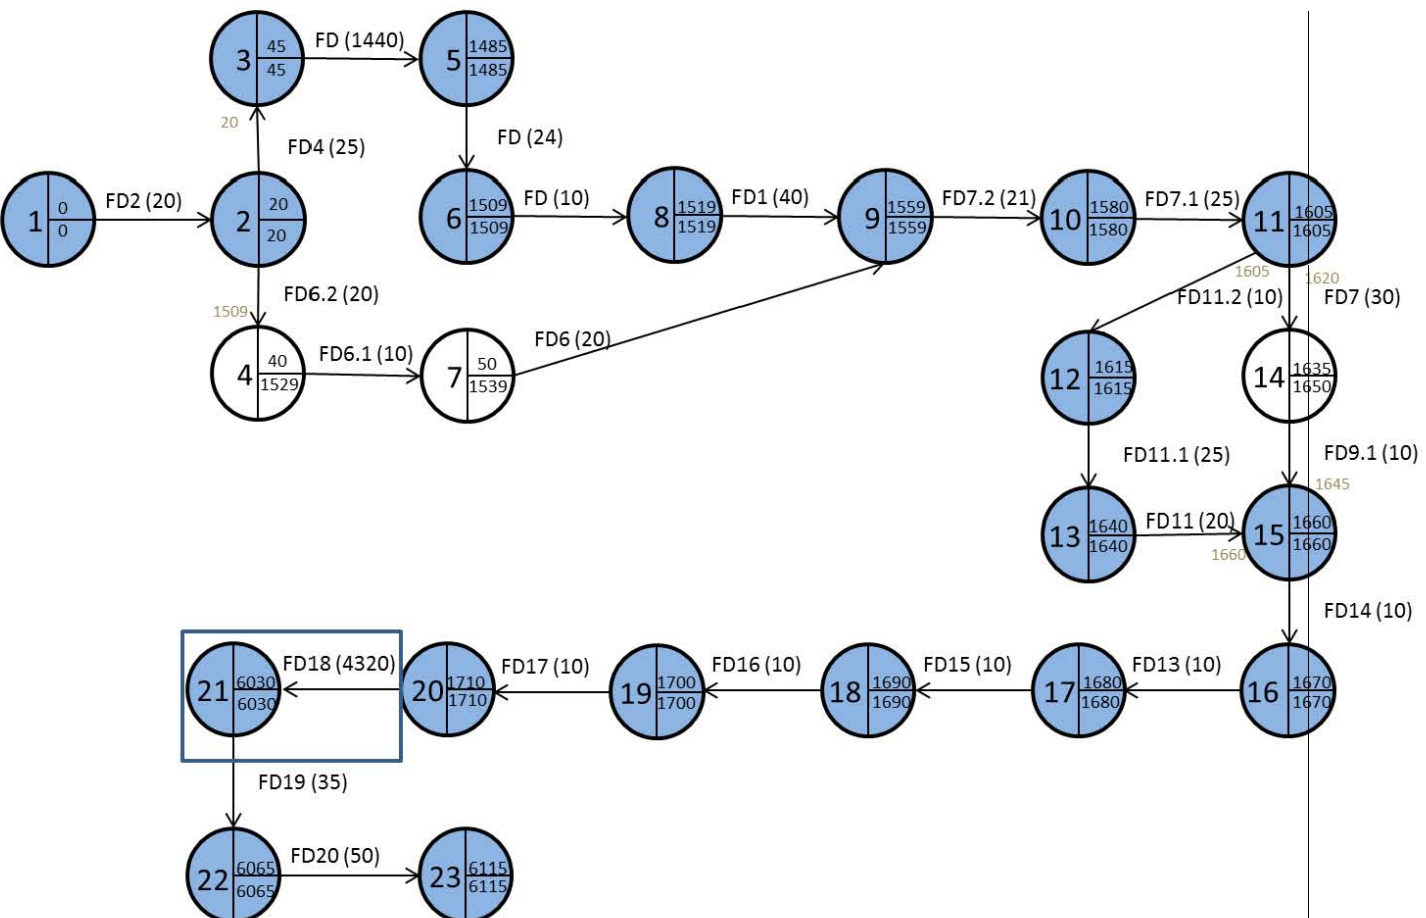 3 45 45
FD (1440)
5 1485 1485
20
FD4 (25)
FD (24)
1 0 0
FD2 (20)
2 20 20
6 1509 1509
FD (10)
8 1519 1519
FD1 (40)
9 1559 1559
FD7.2 (21)
10 1580 1580
FD7.1 (25)
11 1605 1605
1605
1620
1509
FD6.2 (20)
FD11.2 (10)
FD7 (30)
4 40 1529
FD6.1 (10)
7 50 1539
FD6 (20)
12 1615 1615
14 1635 1650
FD11.1 (25)
FD9.1 (10)
1645
13 1640 1640
FD11 (20)
1660
15 1660 1660
FD14 (10)
21 6030 6030
FD18 (4320)
20 1710 1710
FD17 (10)
19 1700 1700
FD16 (10)
18 1690 1690
FD15 (10)
17 1680 1680
FD13 (10)
16 1670 1670
FD19 (35)
22 6065 6065
FD20 (50)
23 6115 6115